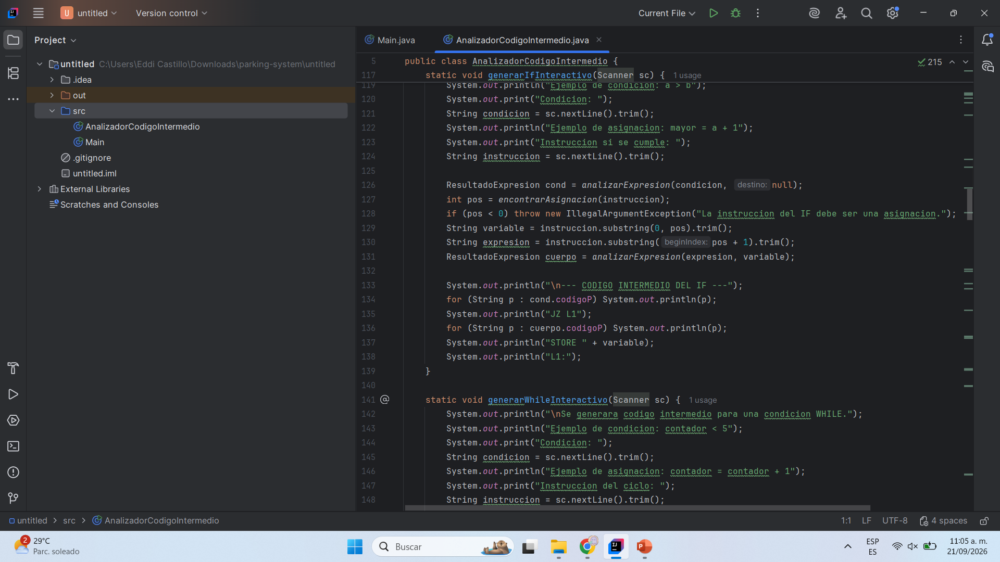 U untitled Version control Current File
Project
untitled C:\Users\Eddi Castillo\Downloads\parking-system\untitled
.idea
out
src
AnalizadorCodigoIntermedio
Main
.gitignore
untitled.iml
External Libraries
Scratches and Consoles
Main.java AnalizadorCodigoIntermedio.java
5 public class AnalizadorCodigoIntermedio { 215
117 static void generarIfInteractivo(Scanner sc) { 1 usage
119 System.out.println("Ejemplo de condicion: a > b");
120 System.out.print("Condicion: ");
121 String condicion = sc.nextLine().trim();
122 System.out.println("Ejemplo de asignacion: mayor = a + 1");
123 System.out.print("Instruccion si se cumple: ");
124 String instruccion = sc.nextLine().trim();
125
126 ResultadoExpresion cond = analizarExpresion(condicion, destino: null);
127 int pos = encontrarAsignacion(instruccion);
128 if (pos < 0) throw new IllegalArgumentException("La instruccion del IF debe ser una asignacion.");
129 String variable = instruccion.substring(0, pos).trim();
130 String expresion = instruccion.substring( beginIndex: pos + 1).trim();
131 ResultadoExpresion cuerpo = analizarExpresion(expresion, variable);
132
133 System.out.println("\n--- CODIGO INTERMEDIO DEL IF ---");
134 for (String p : cond.codigoP) System.out.println(p);
135 System.out.println("JZ L1");
136 for (String p : cuerpo.codigoP) System.out.println(p);
137 System.out.println("STORE " + variable);
138 System.out.println("L1:");
139 }
140
141 @ static void generarWhileInteractivo(Scanner sc) { 1 usage
142 System.out.println("\nSe generara codigo intermedio para una condicion WHILE.");
143 System.out.println("Ejemplo de condicion: contador < 5");
144 System.out.print("Condicion: ");
145 String condicion = sc.nextLine().trim();
146 System.out.println("Ejemplo de asignacion: contador = contador + 1");
147 System.out.print("Instruccion del ciclo: ");
148 String instruccion = sc.nextLine().trim();
untitled > src > AnalizadorCodigoIntermedio 1:1 LF UTF-8 4 spaces
2 29°C
Parc. soleado
Buscar
ESP
ES
11:05 a. m.
21/09/2026